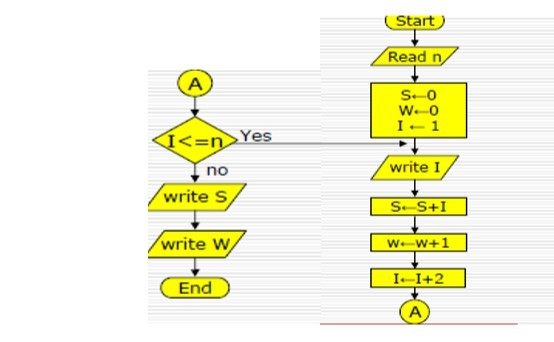 Start
Read n
S←0
W←0
I ← 1
write I
S←S+I
w←w+1
I←I+2
A
A
I<=n
Yes
no
write S
write W
End